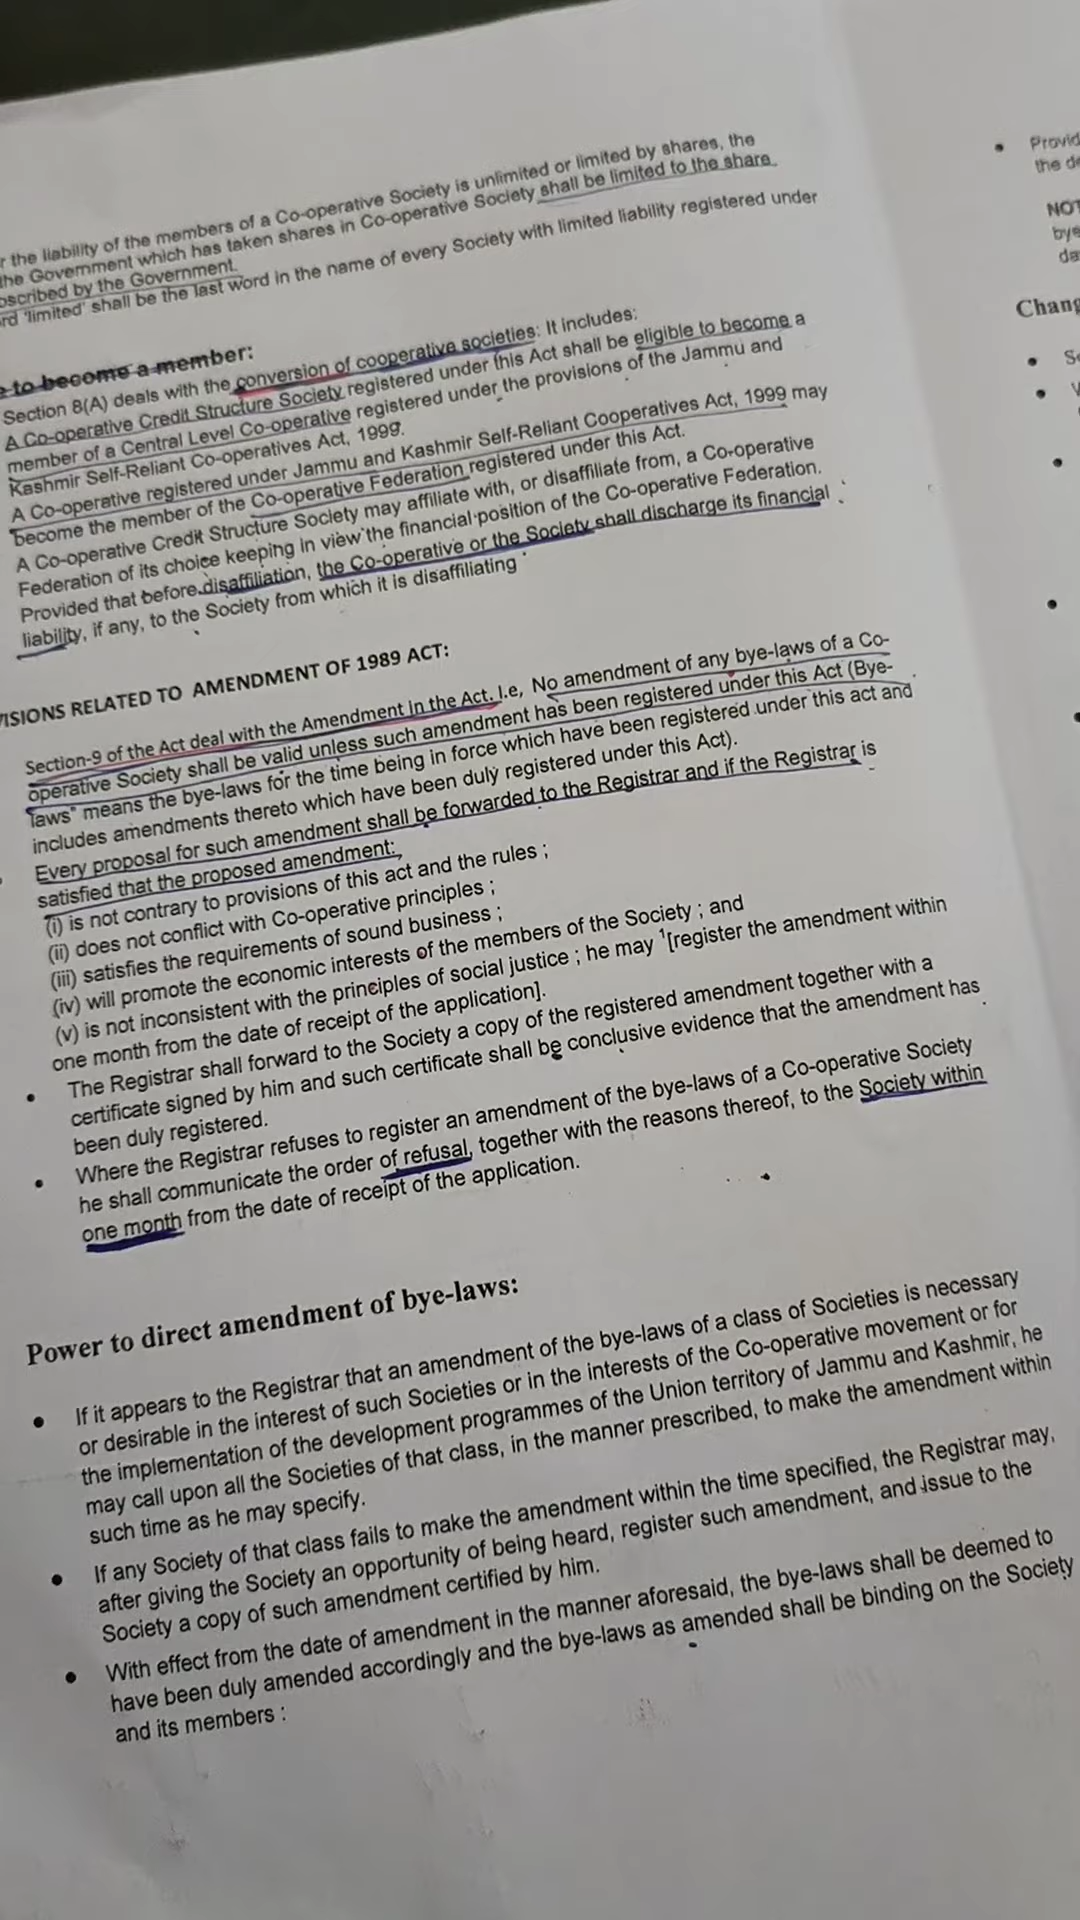 r the liability of the members of a Co-operative Society is unlimited or limited by shares, the
the Government which has taken shares in Co-operative Society shall be limited to the share
bscribed by the Government.
rd 'limited' shall be the last word in the name of every Society with limited liability registered under
e to become a member:
Section 8(A) deals with the conversion of cooperative societies: It includes:
A Co-operative Credit Structure Society registered under this Act shall be eligible to become a
member of a Central Level Co-operative registered under the provisions of the Jammu and
Kashmir Self-Reliant Co-operatives Act, 1999.
A Co-operative registered under Jammu and Kashmir Self-Reliant Cooperatives Act, 1999 may
become the member of the Co-operative Federation registered under this Act.
A Co-operative Credit Structure Society may affiliate with, or disaffiliate from, a Co-operative
Federation of its choice keeping in view the financial position of the Co-operative Federation.
Provided that before disaffiliation, the Co-operative or the Society shall discharge its financial
liability, if any, to the Society from which it is disaffiliating
VISIONS RELATED TO AMENDMENT OF 1989 ACT:
Section-9 of the Act deal with the Amendment in the Act. I.e, No amendment of any bye-laws of a Co-
operative Society shall be valid unless such amendment has been registered under this Act (Bye-
laws" means the bye-laws for the time being in force which have been registered under this act and
includes amendments thereto which have been duly registered under this Act).
Every proposal for such amendment shall be forwarded to the Registrar and if the Registrar is
satisfied that the proposed amendment:
(i) is not contrary to provisions of this act and the rules ;
(ii) does not conflict with Co-operative principles ;
(iii) satisfies the requirements of sound business ;
(iv) will promote the economic interests of the members of the Society ; and
(v) is not inconsistent with the principles of social justice ; he may ¹[register the amendment within
one month from the date of receipt of the application].
• The Registrar shall forward to the Society a copy of the registered amendment together with a
certificate signed by him and such certificate shall be conclusive evidence that the amendment has
been duly registered.
• Where the Registrar refuses to register an amendment of the bye-laws of a Co-operative Society
he shall communicate the order of refusal, together with the reasons thereof, to the Society within
one month from the date of receipt of the application.
Power to direct amendment of bye-laws:
• If it appears to the Registrar that an amendment of the bye-laws of a class of Societies is necessary
or desirable in the interest of such Societies or in the interests of the Co-operative movement or for
the implementation of the development programmes of the Union territory of Jammu and Kashmir, he
may call upon all the Societies of that class, in the manner prescribed, to make the amendment within
such time as he may specify.
• If any Society of that class fails to make the amendment within the time specified, the Registrar may,
after giving the Society an opportunity of being heard, register such amendment, and issue to the
Society a copy of such amendment certified by him.
• With effect from the date of amendment in the manner aforesaid, the bye-laws shall be deemed to
have been duly amended accordingly and the bye-laws as amended shall be binding on the Society
and its members :
• Provid
the de
NOT
bye
da
Chang
• Se
•
•
•